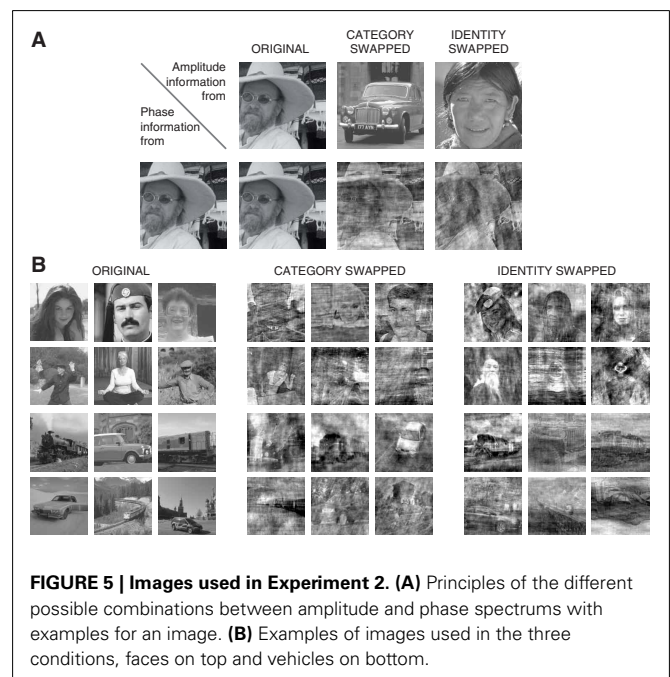 A
ORIGINAL
CATEGORY
SWAPPED
IDENTITY
SWAPPED
Amplitude
information
from
Phase
information
from
B
ORIGINAL
CATEGORY SWAPPED
IDENTITY SWAPPED
FIGURE 5 | Images used in Experiment 2. (A) Principles of the different
possible combinations between amplitude and phase spectrums with
examples for an image. (B) Examples of images used in the three
conditions, faces on top and vehicles on bottom.